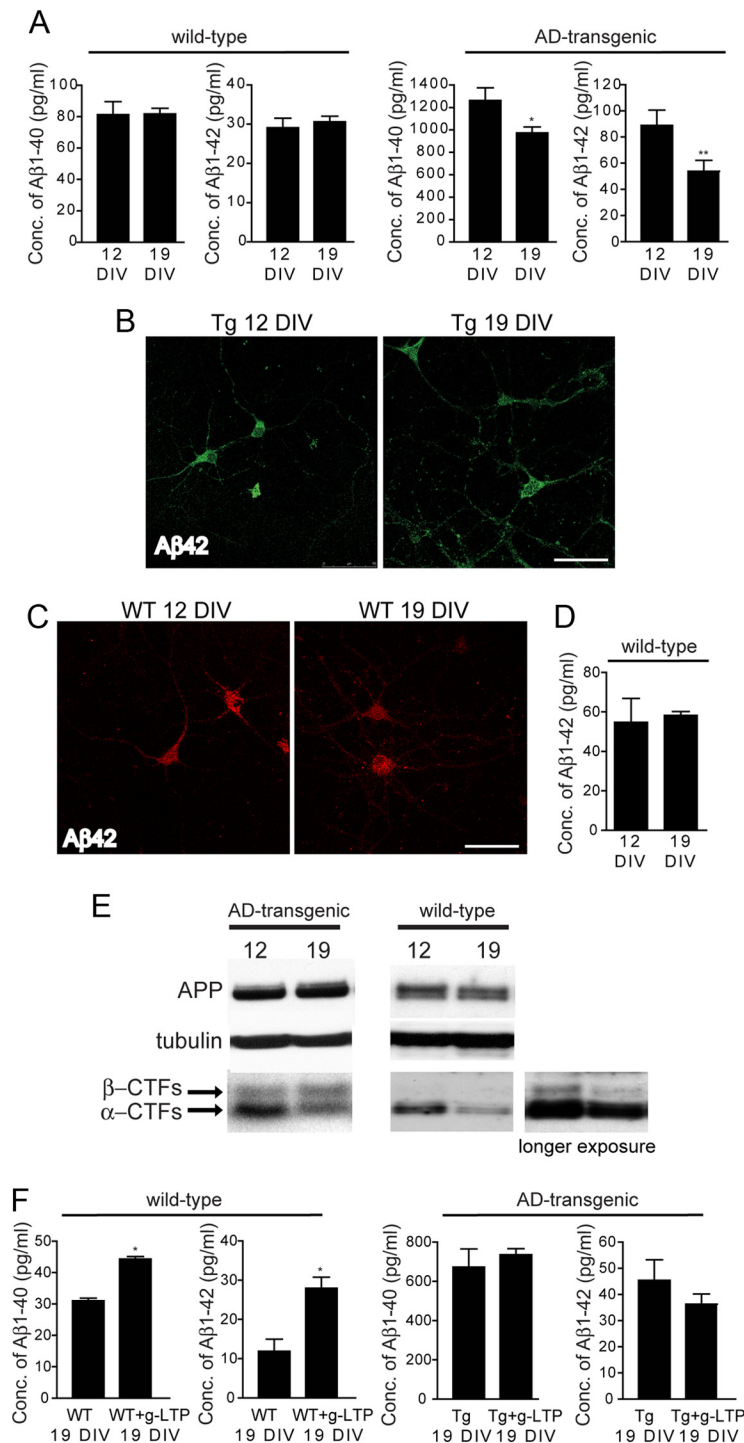 A
wild-type
AD-transgenic
Conc. of Aβ1-40 (pg/ml)
100
80
60
40
20
0
12 DIV
19 DIV
Conc. of Aβ1-42 (pg/ml)
40
30
20
10
0
12 DIV
19 DIV
Conc. of Aβ1-40 (pg/ml)
1400
1200
1000
800
600
400
200
0
*
12 DIV
19 DIV
Conc. of Aβ1-42 (pg/ml)
120
100
80
60
40
20
0
**
12 DIV
19 DIV
B
Tg 12 DIV
Tg 19 DIV
Aβ42
C
WT 12 DIV
WT 19 DIV
Aβ42
D
wild-type
Conc. of Aβ1-42 (pg/ml)
80
60
40
20
0
12 DIV
19 DIV
E
AD-transgenic
wild-type
12 19
12 19
APP
tubulin
β–CTFs
α–CTFs
longer exposure
F
wild-type
AD-transgenic
Conc. of Aβ1-40 (pg/ml)
50
40
30
20
10
0
*
WT 19 DIV
WT+g-LTP 19 DIV
Conc. of Aβ1-42 (pg/ml)
40
30
20
10
0
*
WT 19 DIV
WT+g-LTP 19 DIV
Conc. of Aβ1-40 (pg/ml)
800
600
400
200
0
Tg 19 DIV
Tg+g-LTP 19 DIV
Conc. of Aβ1-42 (pg/ml)
60
50
40
30
20
10
0
Tg 19 DIV
Tg+g-LTP 19 DIV